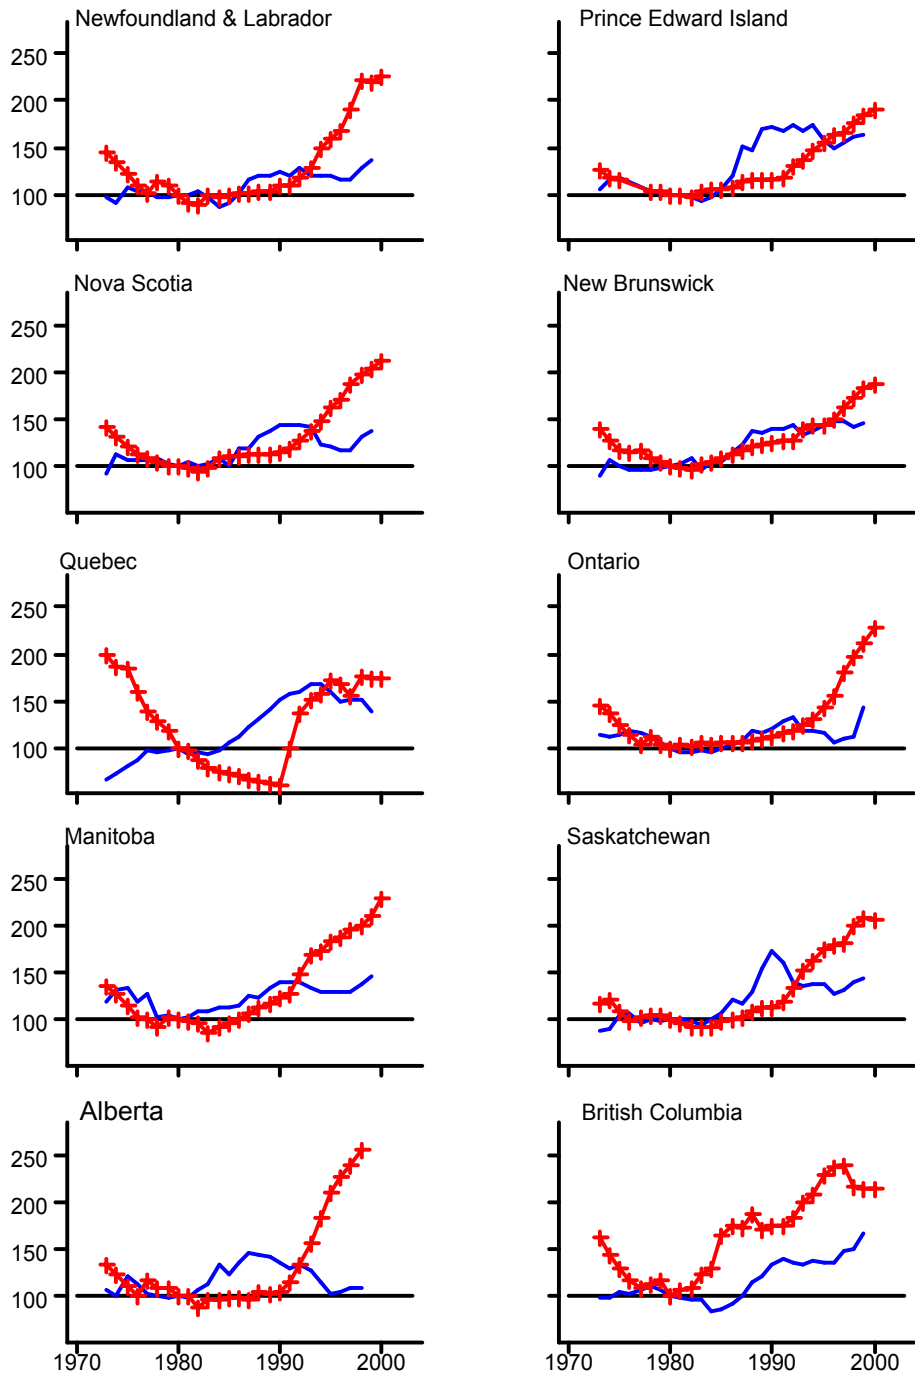 Newfoundland & Labrador
Prince Edward Island
250
200
150
100
Nova Scotia
New Brunswick
250
200
150
100
Quebec
Ontario
250
200
150
100
Manitoba
Saskatchewan
250
200
150
100
Alberta
British Columbia
250
200
150
100
1970 1980 1990 2000
1970 1980 1990 2000